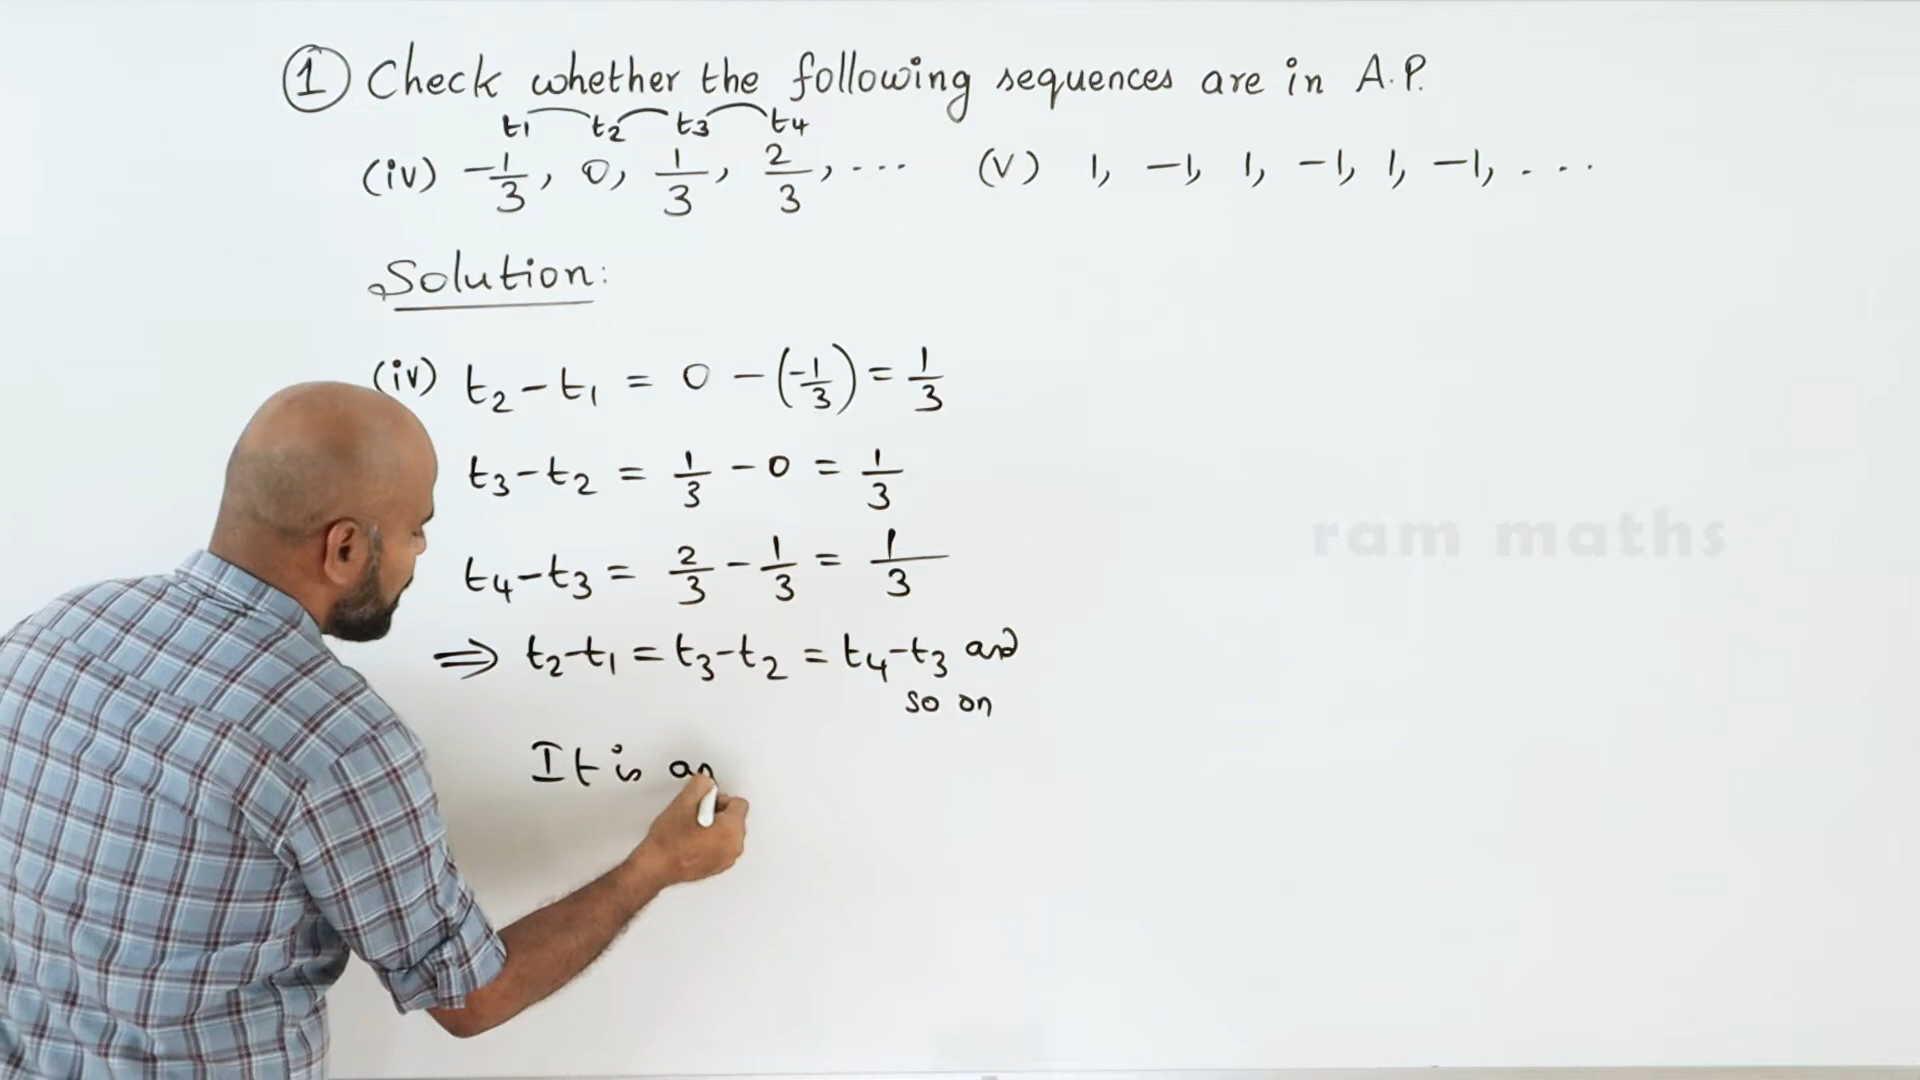 ① Check whether the following sequences are in A.P.
t₁ t₂ t₃ t₄
(iv) -1/3, 0, 1/3, 2/3, ... (v) 1, -1, 1, -1, 1, -1, ...
Solution:
(iv) t₂ - t₁ = 0 - (-1/3) = 1/3
t₃ - t₂ = 1/3 - 0 = 1/3
ram maths
t₄ - t₃ = 2/3 - 1/3 = 1/3
⇒ t₂ - t₁ = t₃ - t₂ = t₄ - t₃ and
so on
It is an